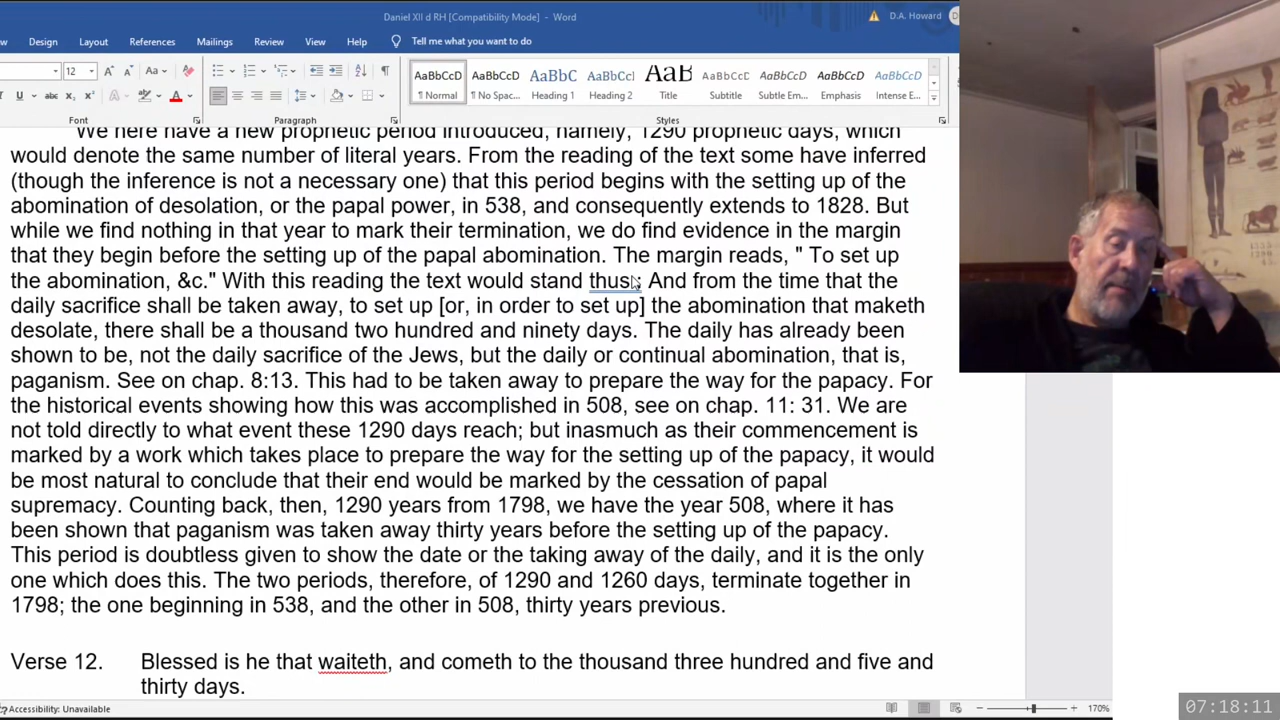 Daniel XII d RH [Compatibility Mode] - Word
D.A. Howard
Design Layout References Mailings Review View Help Tell me what you want to do
12
AaBbCcD AaBbCcD AaBbC AaBbCcl AaB AaBbCcD AaBbCcD AaBbCcD AaBbCcD
¶ Normal ¶ No Spac... Heading 1 Heading 2 Title Subtitle Subtle Em... Emphasis Intense E...
Font Paragraph Styles
We here have a new prophetic period introduced, namely, 1290 prophetic days, which
would denote the same number of literal years. From the reading of the text some have inferred
(though the inference is not a necessary one) that this period begins with the setting up of the
abomination of desolation, or the papal power, in 538, and consequently extends to 1828. But
while we find nothing in that year to mark their termination, we do find evidence in the margin
that they begin before the setting up of the papal abomination. The margin reads, " To set up
the abomination, &c." With this reading the text would stand thus: And from the time that the
daily sacrifice shall be taken away, to set up [or, in order to set up] the abomination that maketh
desolate, there shall be a thousand two hundred and ninety days. The daily has already been
shown to be, not the daily sacrifice of the Jews, but the daily or continual abomination, that is,
paganism. See on chap. 8:13. This had to be taken away to prepare the way for the papacy. For
the historical events showing how this was accomplished in 508, see on chap. 11: 31. We are
not told directly to what event these 1290 days reach; but inasmuch as their commencement is
marked by a work which takes place to prepare the way for the setting up of the papacy, it would
be most natural to conclude that their end would be marked by the cessation of papal
supremacy. Counting back, then, 1290 years from 1798, we have the year 508, where it has
been shown that paganism was taken away thirty years before the setting up of the papacy.
This period is doubtless given to show the date or the taking away of the daily, and it is the only
one which does this. The two periods, therefore, of 1290 and 1260 days, terminate together in
1798; the one beginning in 538, and the other in 508, thirty years previous.
Verse 12. Blessed is he that waiteth, and cometh to the thousand three hundred and five and
thirty days.
Accessibility: Unavailable
170%
07:18:11